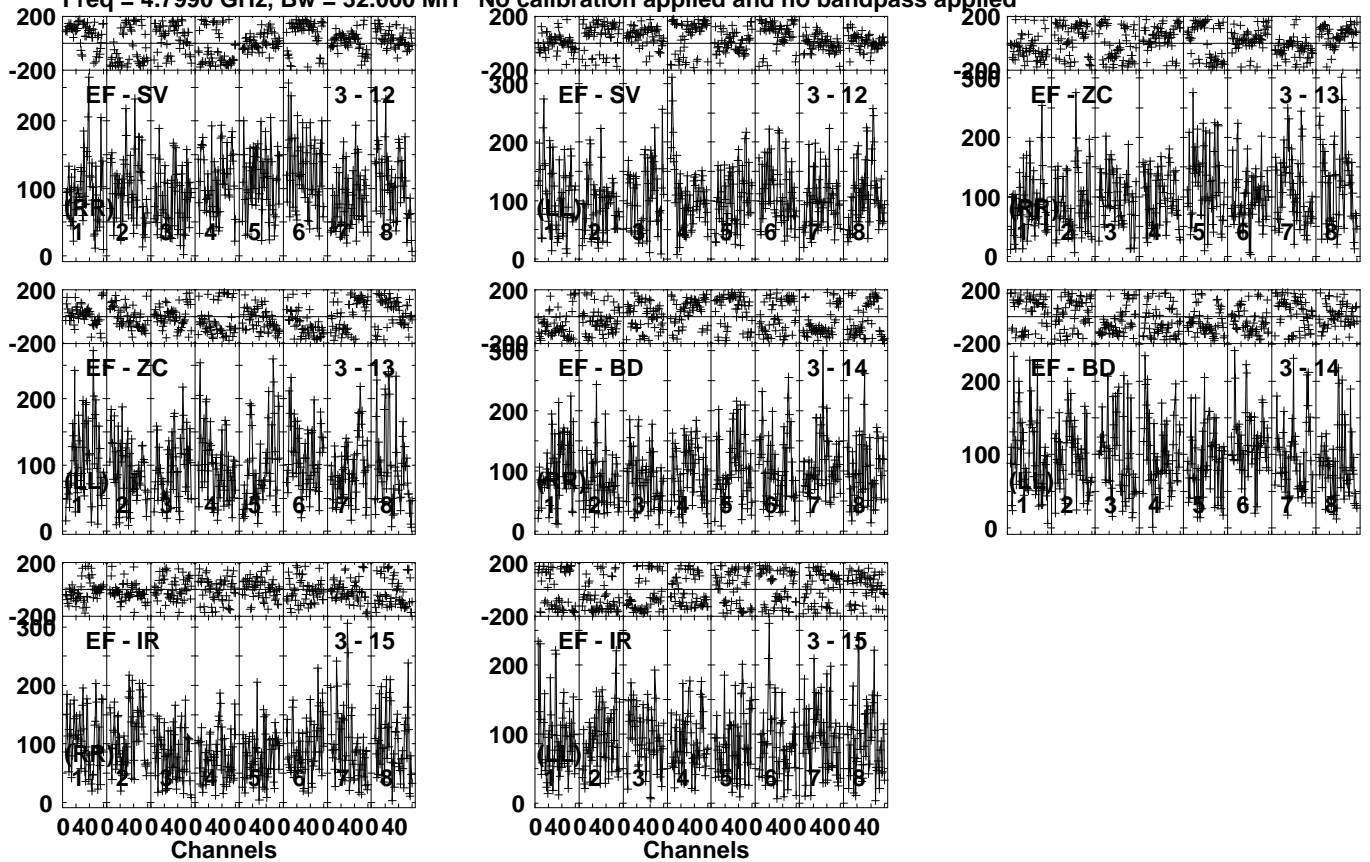 Freq = 4.7990 GHz, Bw = 32.000 MH No calibration applied and no bandpass applied
200
-200
EF - SV 3 - 12
200
100
0
(RR)
1 2 3 4 5 6 7 8
200
-200
EF - SV 3 - 12
300
200
100
0
(LL)
1 2 3 4 5 6 7 8
200
-200
EF - ZC 3 - 13
300
200
100
0
(RR)
1 2 3 4 5 6 7 8
200
-200
EF - ZC 3 - 13
200
100
0
(LL)
1 2 3 4 5 6 7 8
200
-200
EF - BD 3 - 14
300
200
100
0
(RR)
1 2 3 4 5 6 7 8
200
-200
EF - BD 3 - 14
200
100
0
(LL)
1 2 3 4 5 6 7 8
200
-200
EF - IR 3 - 15
300
200
100
0
(RR)
1 2 3 4 5 6 7 8
0 40 0 40 0 40 0 40 0 40 0 40 0 40 0 40
Channels
200
-200
EF - IR 3 - 15
200
100
0
(LL)
1 2 3 4 5 6 7 8
0 40 0 40 0 40 0 40 0 40 0 40 0 40 0 40
Channels